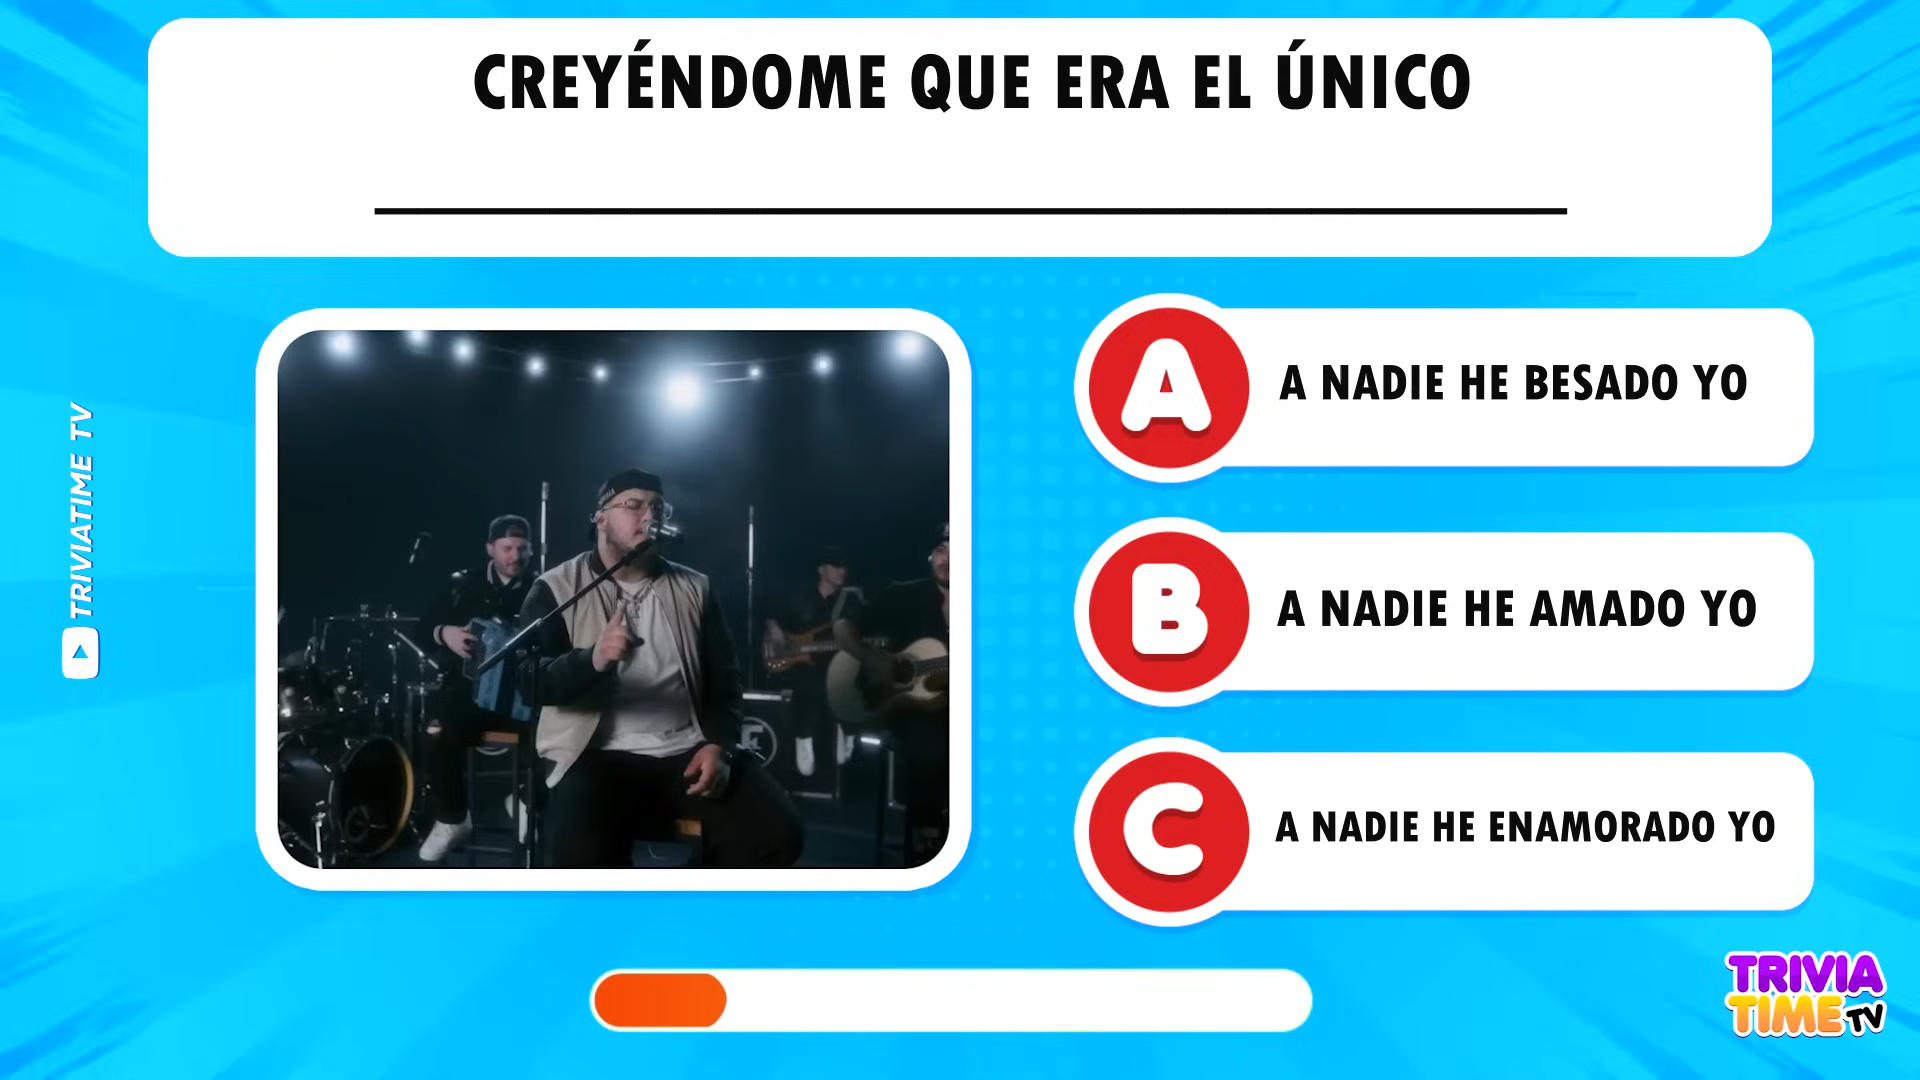 CREYÉNDOME QUE ERA EL ÚNICO
A
A NADIE HE BESADO YO
B
A NADIE HE AMADO YO
C
A NADIE HE ENAMORADO YO
TRIVIATIME TV
TRIVIA
TIME TV